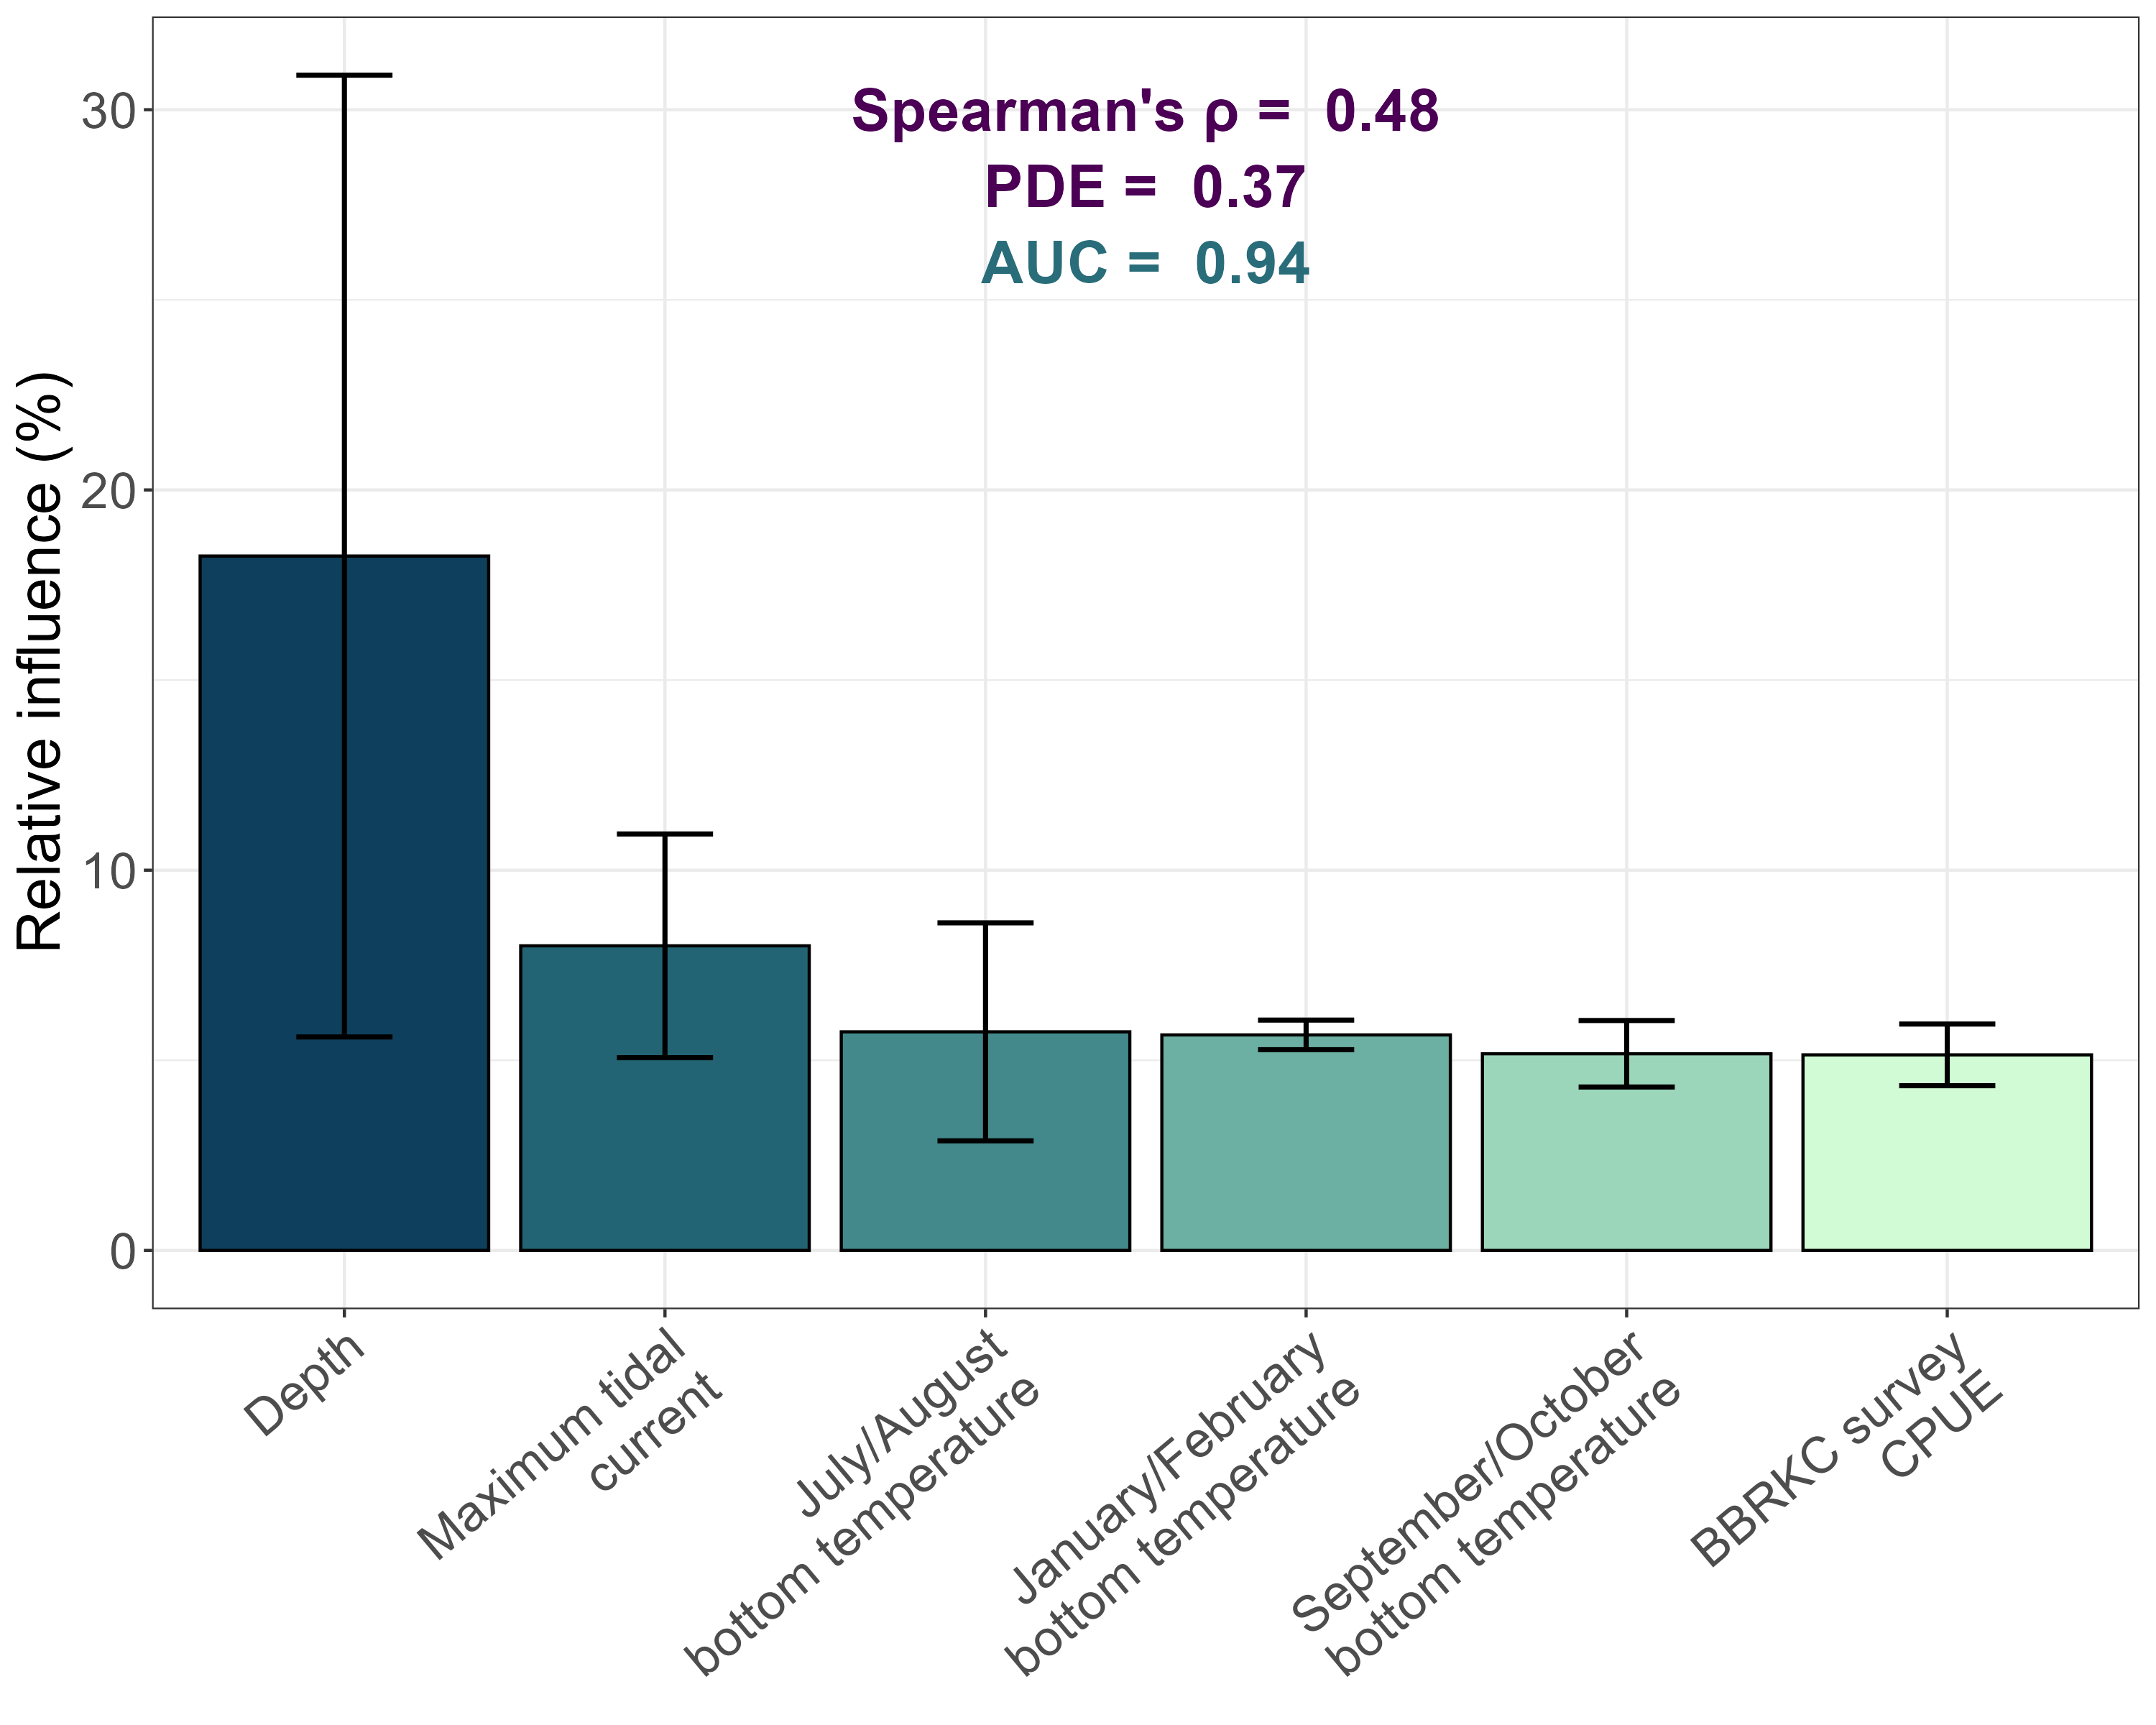 Spearman's ρ = 0.48
PDE = 0.37
AUC = 0.94
Relative influence (%)
30
20
10
0
Depth
Maximum tidal
current
July/August
bottom temperature
January/February
bottom temperature
September/October
bottom temperature
BBRKC survey
CPUE